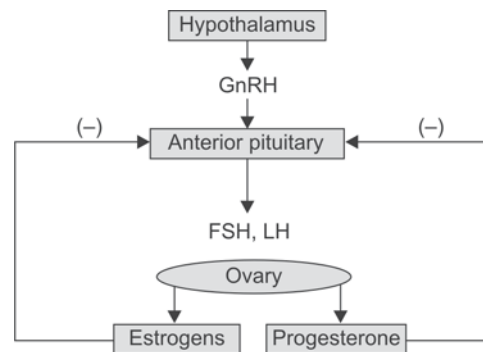 Hypothalamus
GnRH
(–) (–)
Anterior pituitary
FSH, LH
Ovary
Estrogens Progesterone